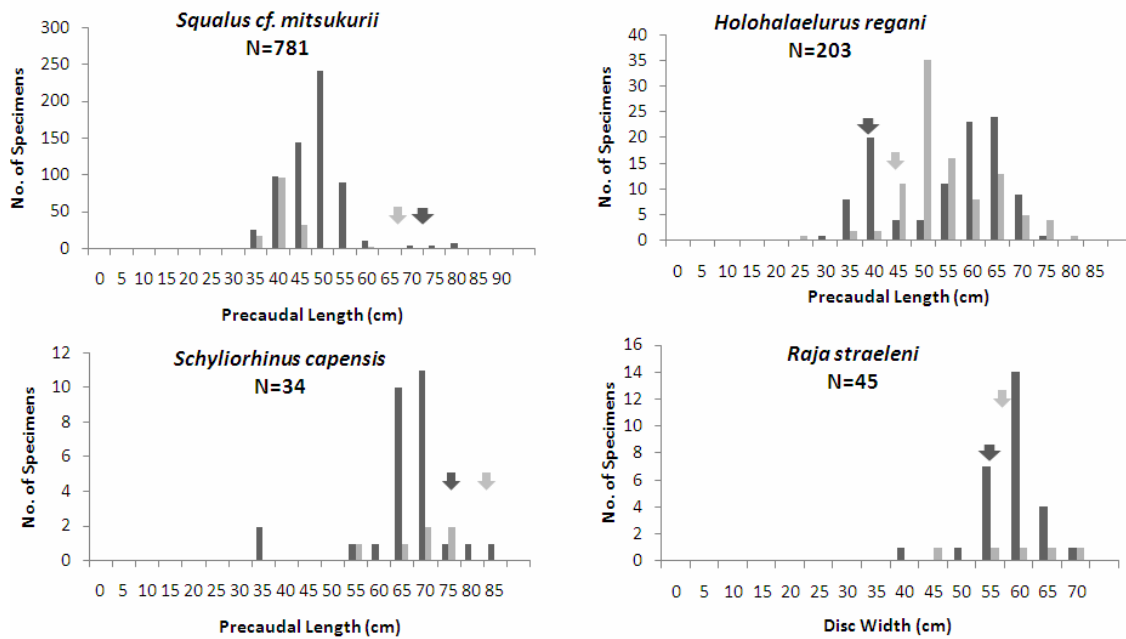 Squalus cf. mitsukurii
N=781
No. of Specimens
300
250
200
150
100
50
0
0 5 10 15 20 25 30 35 40 45 50 55 60 65 70 75 80 85 90
Precaudal Length (cm)
Holohalaelurus regani
N=203
No. of Specimens
40
35
30
25
20
15
10
5
0
0 5 10 15 20 25 30 35 40 45 50 55 60 65 70 75 80 85
Precaudal Length (cm)
Schyliorhinus capensis
N=34
No. of Specimens
12
10
8
6
4
2
0
0 5 10 15 20 25 30 35 40 45 50 55 60 65 70 75 80 85
Precaudal Length (cm)
Raja straeleni
N=45
No. of Specimens
16
14
12
10
8
6
4
2
0
0 5 10 15 20 25 30 35 40 45 50 55 60 65 70
Disc Width (cm)